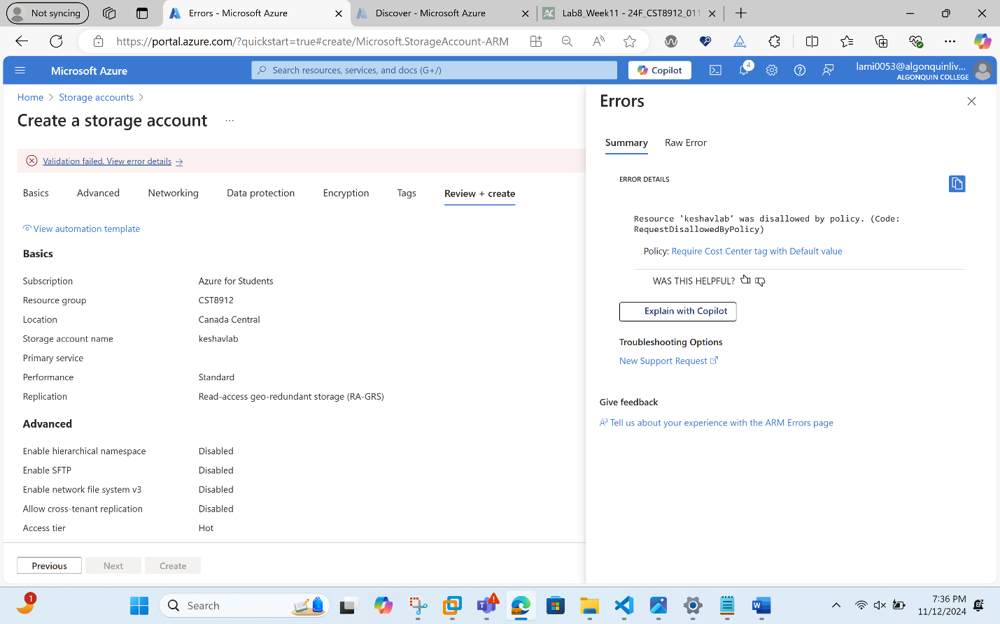 Not syncing
Errors - Microsoft Azure
Discover - Microsoft Azure
AC
Lab8_Week11 - 24F_CST8912_011
https://portal.azure.com/?quickstart=true#create/Microsoft.StorageAccount-ARM
Microsoft Azure
Search resources, services, and docs (G+/)
Copilot
4
lami0053@algonquinliv...
ALGONQUIN COLLEGE
Home > Storage accounts >
Create a storage account ...
Validation failed. View error details →
Basics
Advanced
Networking
Data protection
Encryption
Tags
Review + create
View automation template
Basics
Subscription Azure for Students
Resource group CST8912
Location Canada Central
Storage account name keshavlab
Primary service
Performance Standard
Replication Read-access geo-redundant storage (RA-GRS)
Advanced
Enable hierarchical namespace Disabled
Enable SFTP Disabled
Enable network file system v3 Disabled
Allow cross-tenant replication Disabled
Access tier Hot
Previous
Next
Create
Errors
Summary
Raw Error
ERROR DETAILS
Resource 'keshavlab' was disallowed by policy. (Code:
RequestDisallowedByPolicy)
Policy: Require Cost Center tag with Default value
WAS THIS HELPFUL?
Explain with Copilot
Troubleshooting Options
New Support Request
Give feedback
Tell us about your experience with the ARM Errors page
1
Search
7:36 PM
11/12/2024